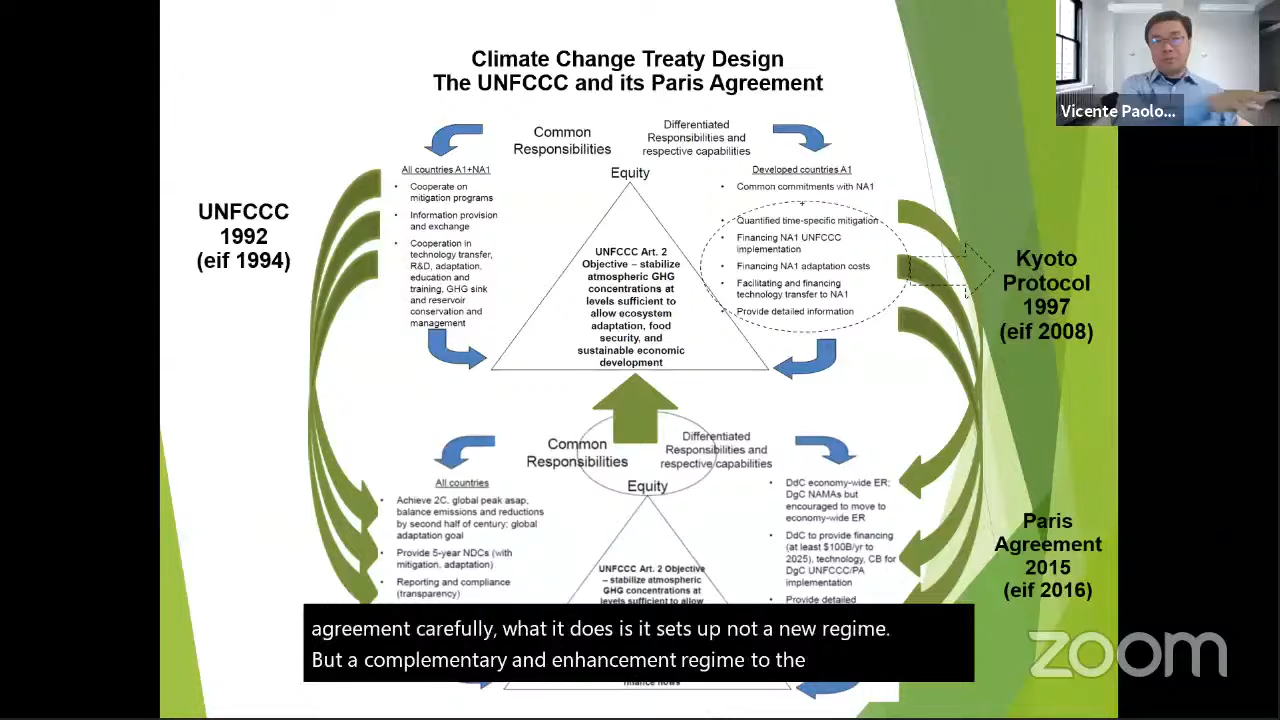 Climate Change Treaty Design
The UNFCCC and its Paris Agreement
Vicente Paolo...
Common
Responsibilities
Differentiated
Responsibilities and
respective capabilities
Equity
UNFCCC
1992
(eif 1994)
All countries A1+NA1
• Cooperate on
mitigation programs
• Information provision
and exchange
• Cooperation in
technology transfer,
R&D, adaptation,
education and
training, GHG sink
and reservoir
conservation and
management
UNFCCC Art. 2
Objective – stabilize
atmospheric GHG
concentrations at
levels sufficient to
allow ecosystem
adaptation, food
security, and
sustainable economic
development
Developed countries A1
• Common commitments with NA1
+
• Quantified time-specific mitigation
• Financing NA1 UNFCCC
implementation
• Financing NA1 adaptation costs
• Facilitating and financing
technology transfer to NA1
• Provide detailed information
Kyoto
Protocol
1997
(eif 2008)
Common
Responsibilities
Differentiated
Responsibilities and
respective capabilities
Equity
All countries
• Achieve 2C, global peak asap,
balance emissions and reductions
by second half of century; global
adaptation goal
• Provide 5-year NDCs (with
mitigation, adaptation)
• Reporting and compliance
(transparency)
UNFCCC Art. 2 Objective
– stabilize atmospheric
GHG concentrations at
levels sufficient to allow
• DdC economy-wide ER;
DgC NAMAs but
encouraged to move to
economy-wide ER
• DdC to provide financing
(at least $100B/yr to
2025), technology, CB for
DgC UNFCCC/PA
implementation
• Provide detailed
Paris
Agreement
2015
(eif 2016)
agreement carefully, what it does is it sets up not a new regime.
But a complementary and enhancement regime to the
zoom